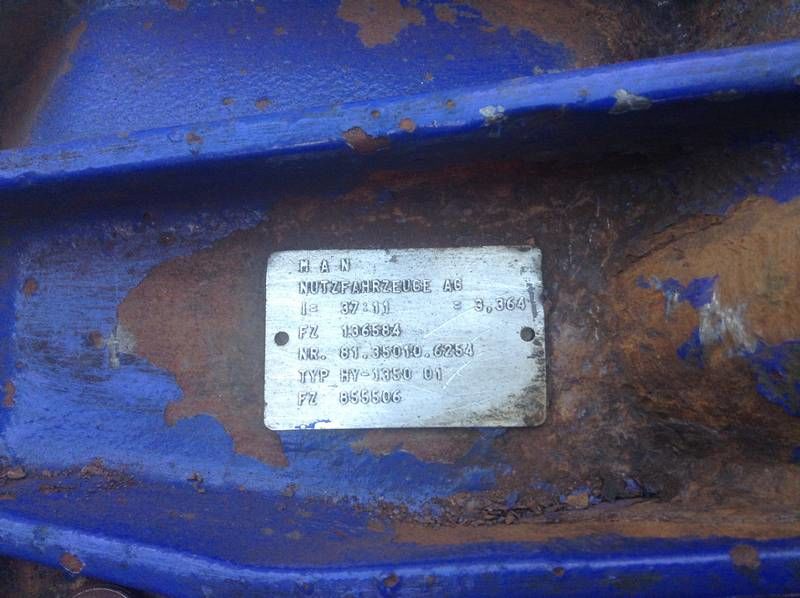 M A N
NUTZFAHRZEUGE AG
I= 37:11 = 3,364
FZ 136584
NR. 81.35010.6254
TYP HY-1350 01
FZ 855506